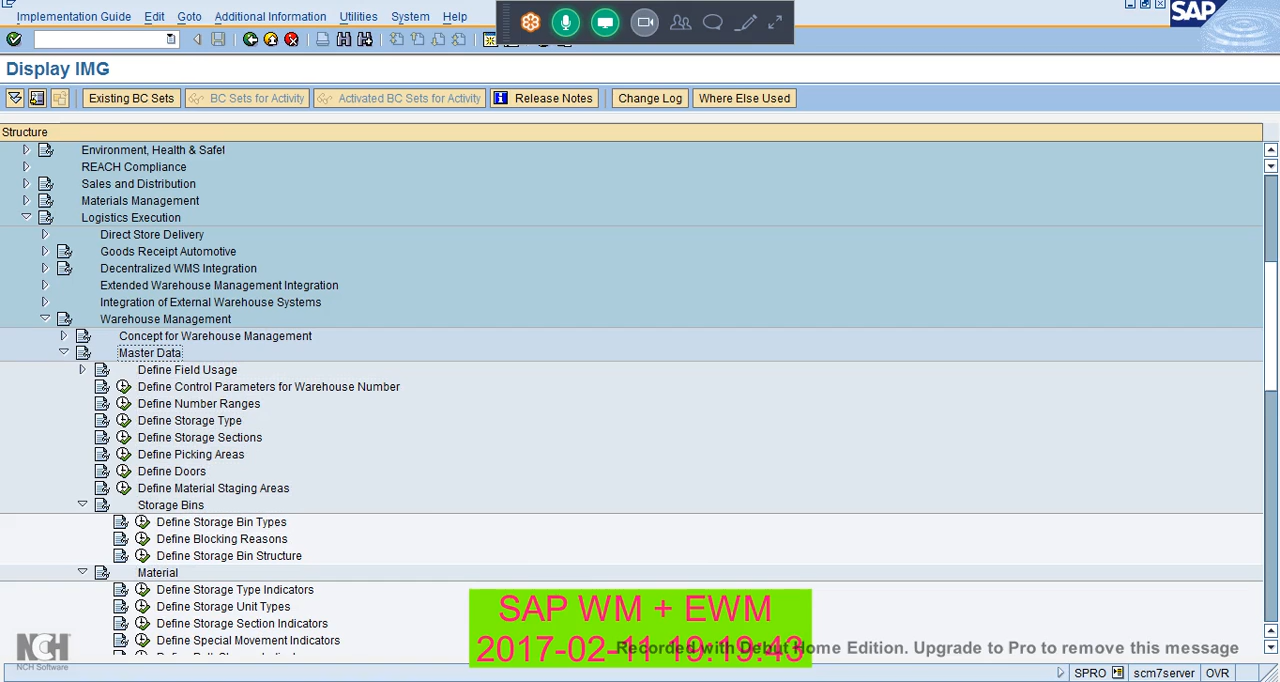 Implementation Guide Edit Goto Additional Information Utilities System Help
SAP
Display IMG
Existing BC Sets BC Sets for Activity Activated BC Sets for Activity Release Notes Change Log Where Else Used
Structure
Environment, Health & Safet
REACH Compliance
Sales and Distribution
Materials Management
Logistics Execution
Direct Store Delivery
Goods Receipt Automotive
Decentralized WMS Integration
Extended Warehouse Management Integration
Integration of External Warehouse Systems
Warehouse Management
Concept for Warehouse Management
Master Data
Define Field Usage
Define Control Parameters for Warehouse Number
Define Number Ranges
Define Storage Type
Define Storage Sections
Define Picking Areas
Define Doors
Define Material Staging Areas
Storage Bins
Define Storage Bin Types
Define Blocking Reasons
Define Storage Bin Structure
Material
Define Storage Type Indicators
Define Storage Unit Types
Define Storage Section Indicators
Define Special Movement Indicators
SAP WM + EWM
2017-02-11 19:19:43
Recorded with Debut Home Edition. Upgrade to Pro to remove this message
NCH
NCH Software
SPRO scm7server OVR